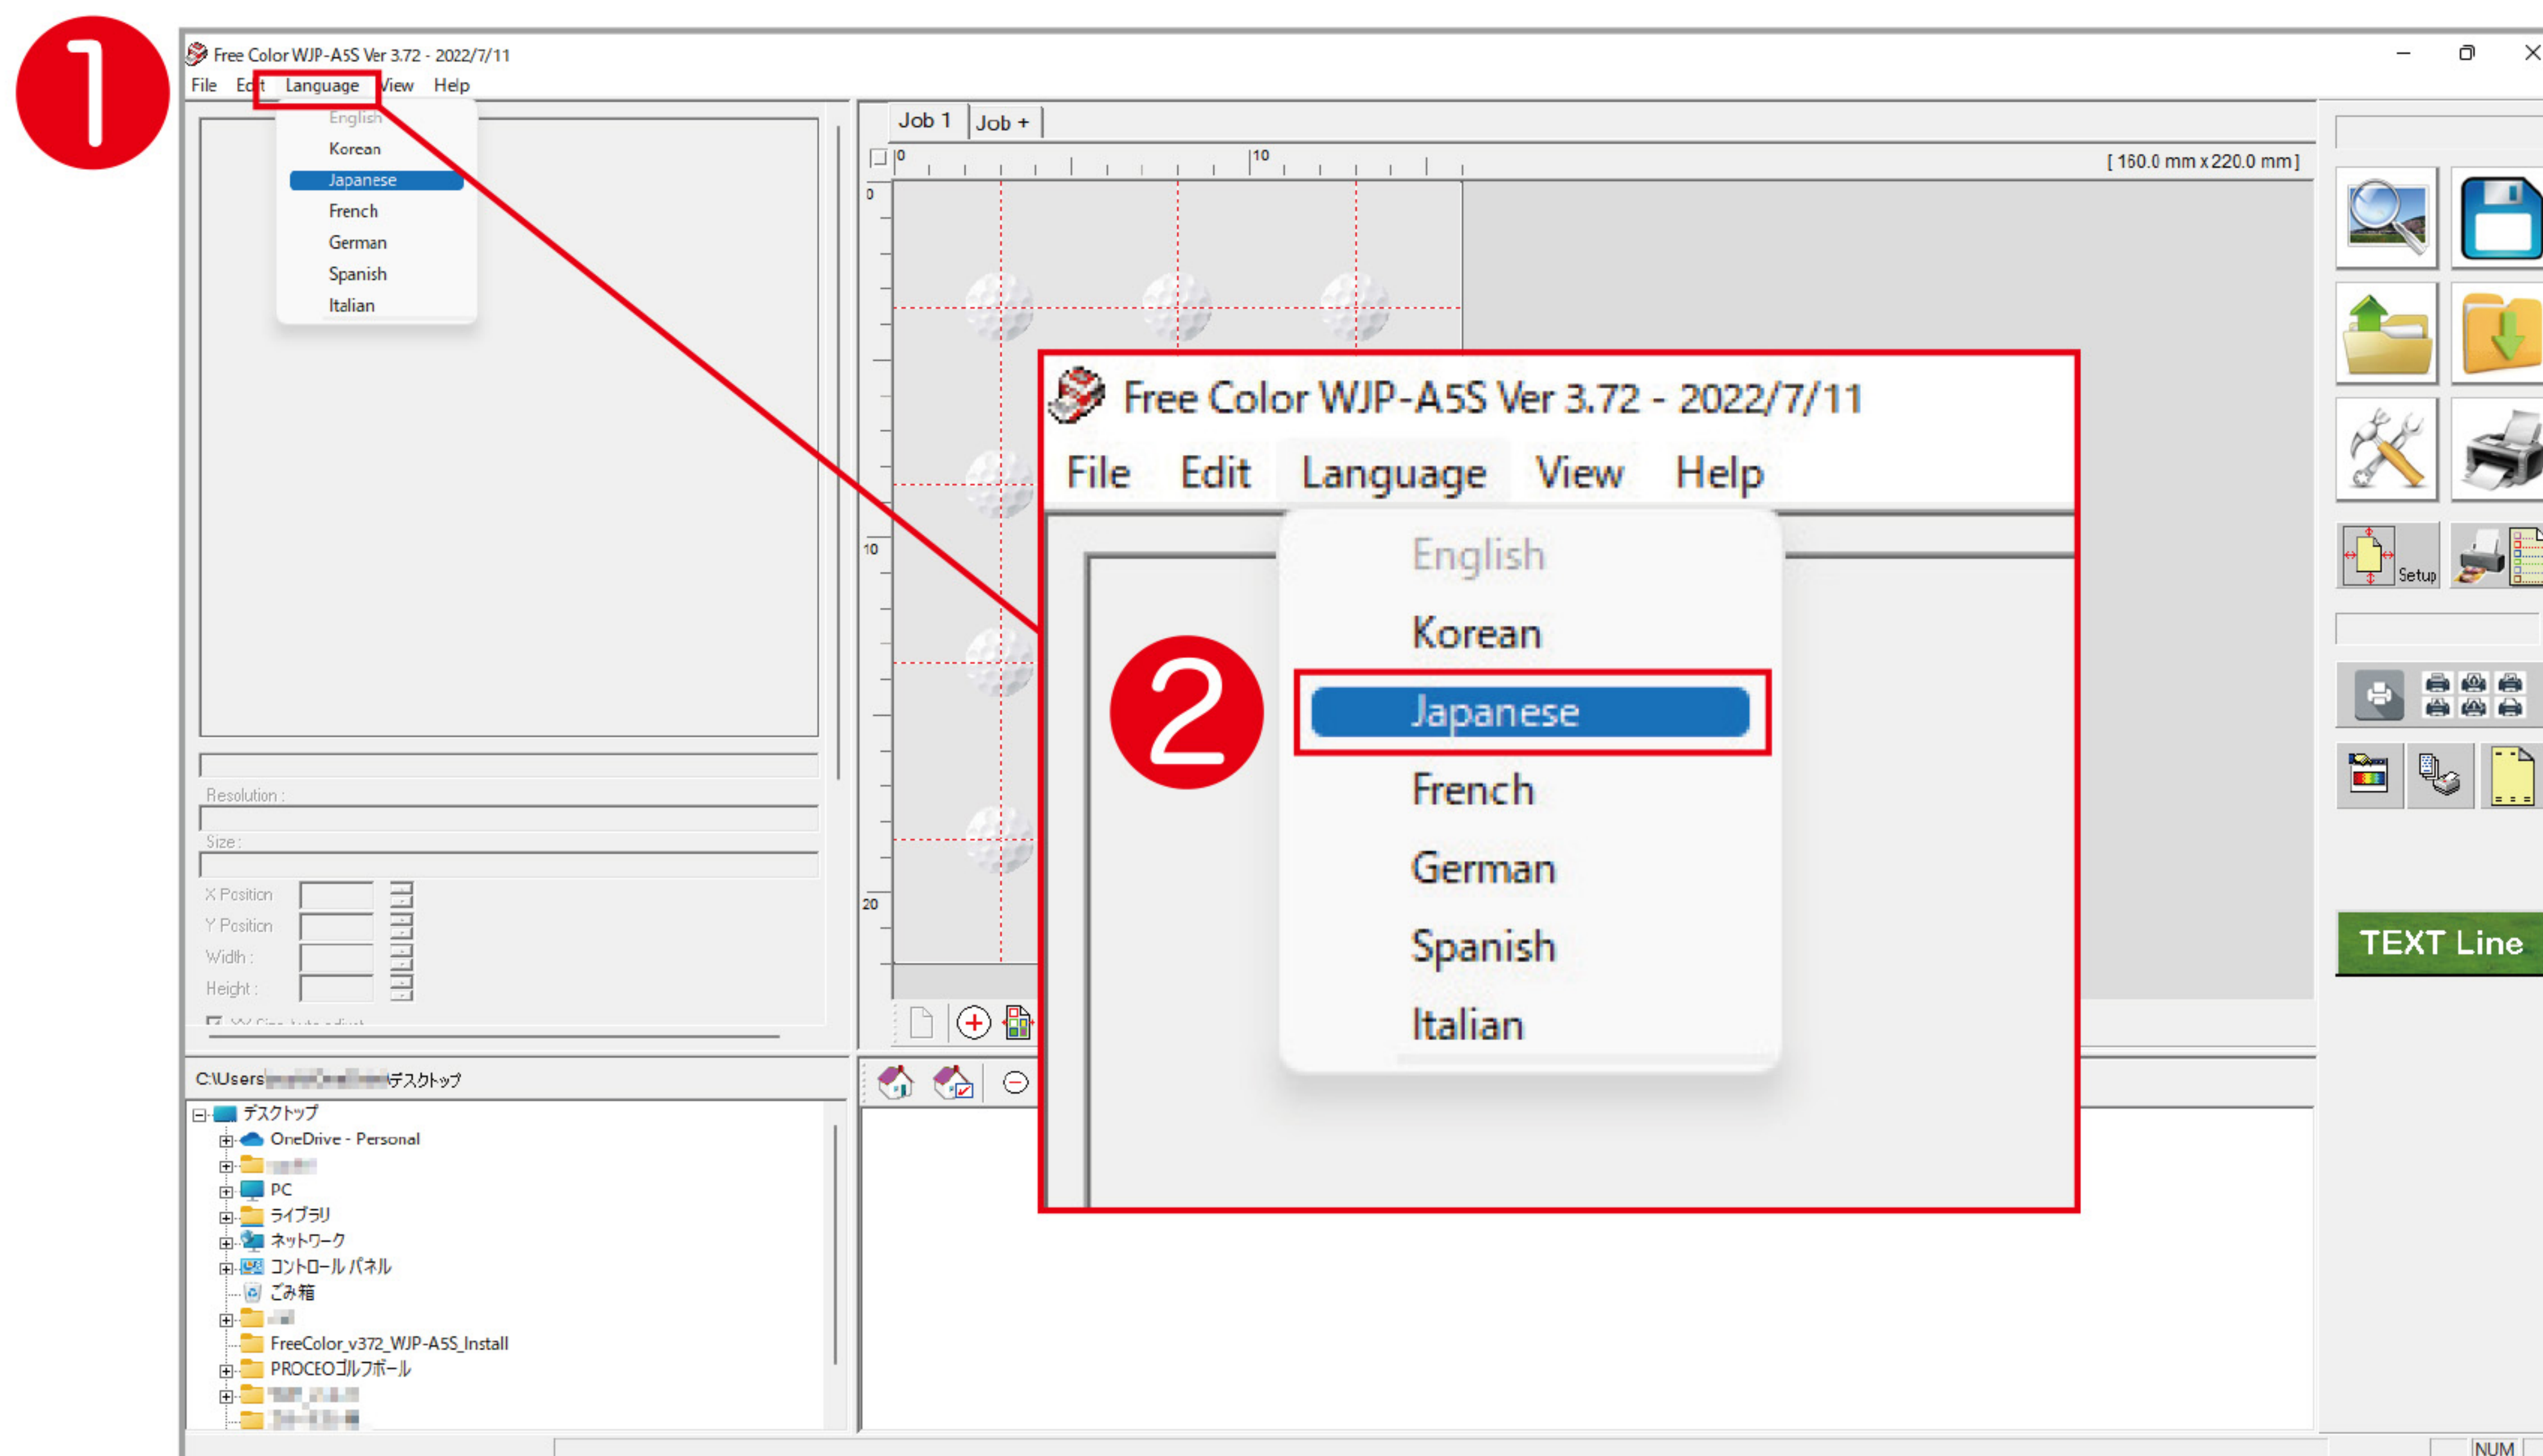 1
Free Color WJP-A5S Ver 3.72 - 2022/7/11
File Edit Language View Help
English
Korean
Japanese
French
German
Spanish
Italian
Job 1 Job +
0 10
[ 160.0 mm x 220.0 mm ]
0
10
20
Free Color WJP-A5S Ver 3.72 - 2022/7/11
File Edit Language View Help
English
Korean
2
Japanese
French
German
Spanish
Italian
Setup
TEXT Line
Resolution :
Size :
X Position
Y Position
Width :
Height :
C:\Users デスクトップ
デスクトップ
OneDrive - Personal
PC
ライブラリ
ネットワーク
コントロール パネル
ごみ箱
FreeColor_v372_WJP-A5S_Install
PROCEOゴルフボール
NUM